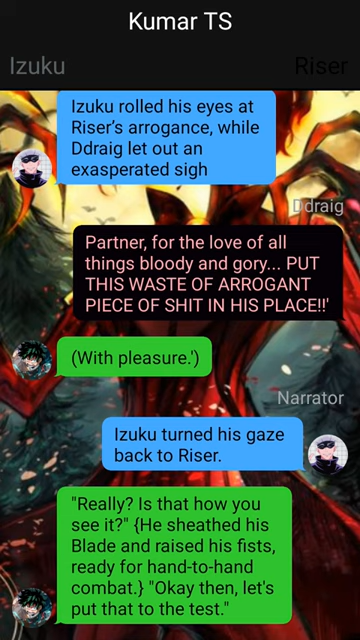 Kumar TS
Izuku
Riser
Izuku rolled his eyes at
Riser's arrogance, while
Ddraig let out an
exasperated sigh
Ddraig
Partner, for the love of all
things bloody and gory... PUT
THIS WASTE OF ARROGANT
PIECE OF SHIT IN HIS PLACE!!'
(With pleasure.')
Narrator
Izuku turned his gaze
back to Riser.
"Really? Is that how you
see it?" {He sheathed his
Blade and raised his fists,
ready for hand-to-hand
combat.} "Okay then, let's
put that to the test."